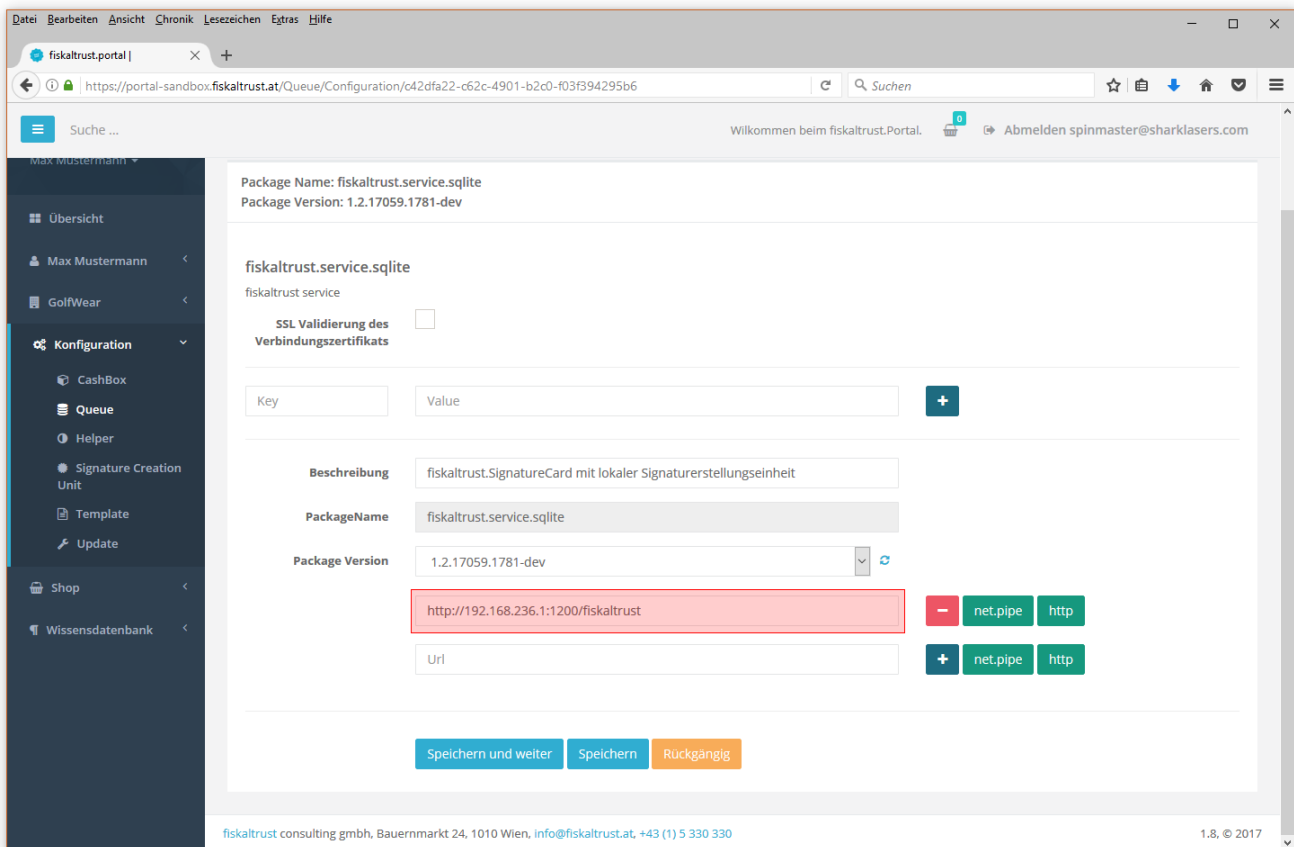 Datei Bearbeiten Ansicht Chronik Lesezeichen Extras Hilfe
fiskaltrust.portal |
https://portal-sandbox.fiskaltrust.at/Queue/Configuration/c42dfa22-c62c-4901-b2c0-f03f394295b6
Suchen
Suche ...
Wilkommen beim fiskaltrust.Portal.
0
Abmelden spinmaster@sharklasers.com
Max Mustermann
Übersicht
Max Mustermann
GolfWear
Konfiguration
CashBox
Queue
Helper
Signature Creation
Unit
Template
Update
Shop
Wissensdatenbank
Package Name: fiskaltrust.service.sqlite
Package Version: 1.2.17059.1781-dev
fiskaltrust.service.sqlite
fiskaltrust service
SSL Validierung des
Verbindungszertifikats
Key
Value
Beschreibung
fiskaltrust.SignatureCard mit lokaler Signaturerstellungseinheit
PackageName
fiskaltrust.service.sqlite
Package Version
1.2.17059.1781-dev
http://192.168.236.1:1200/fiskaltrust
net.pipe
http
Url
net.pipe
http
Speichern und weiter
Speichern
Rückgängig
fiskaltrust consulting gmbh, Bauernmarkt 24, 1010 Wien, info@fiskaltrust.at, +43 (1) 5 330 330
1.8, © 2017